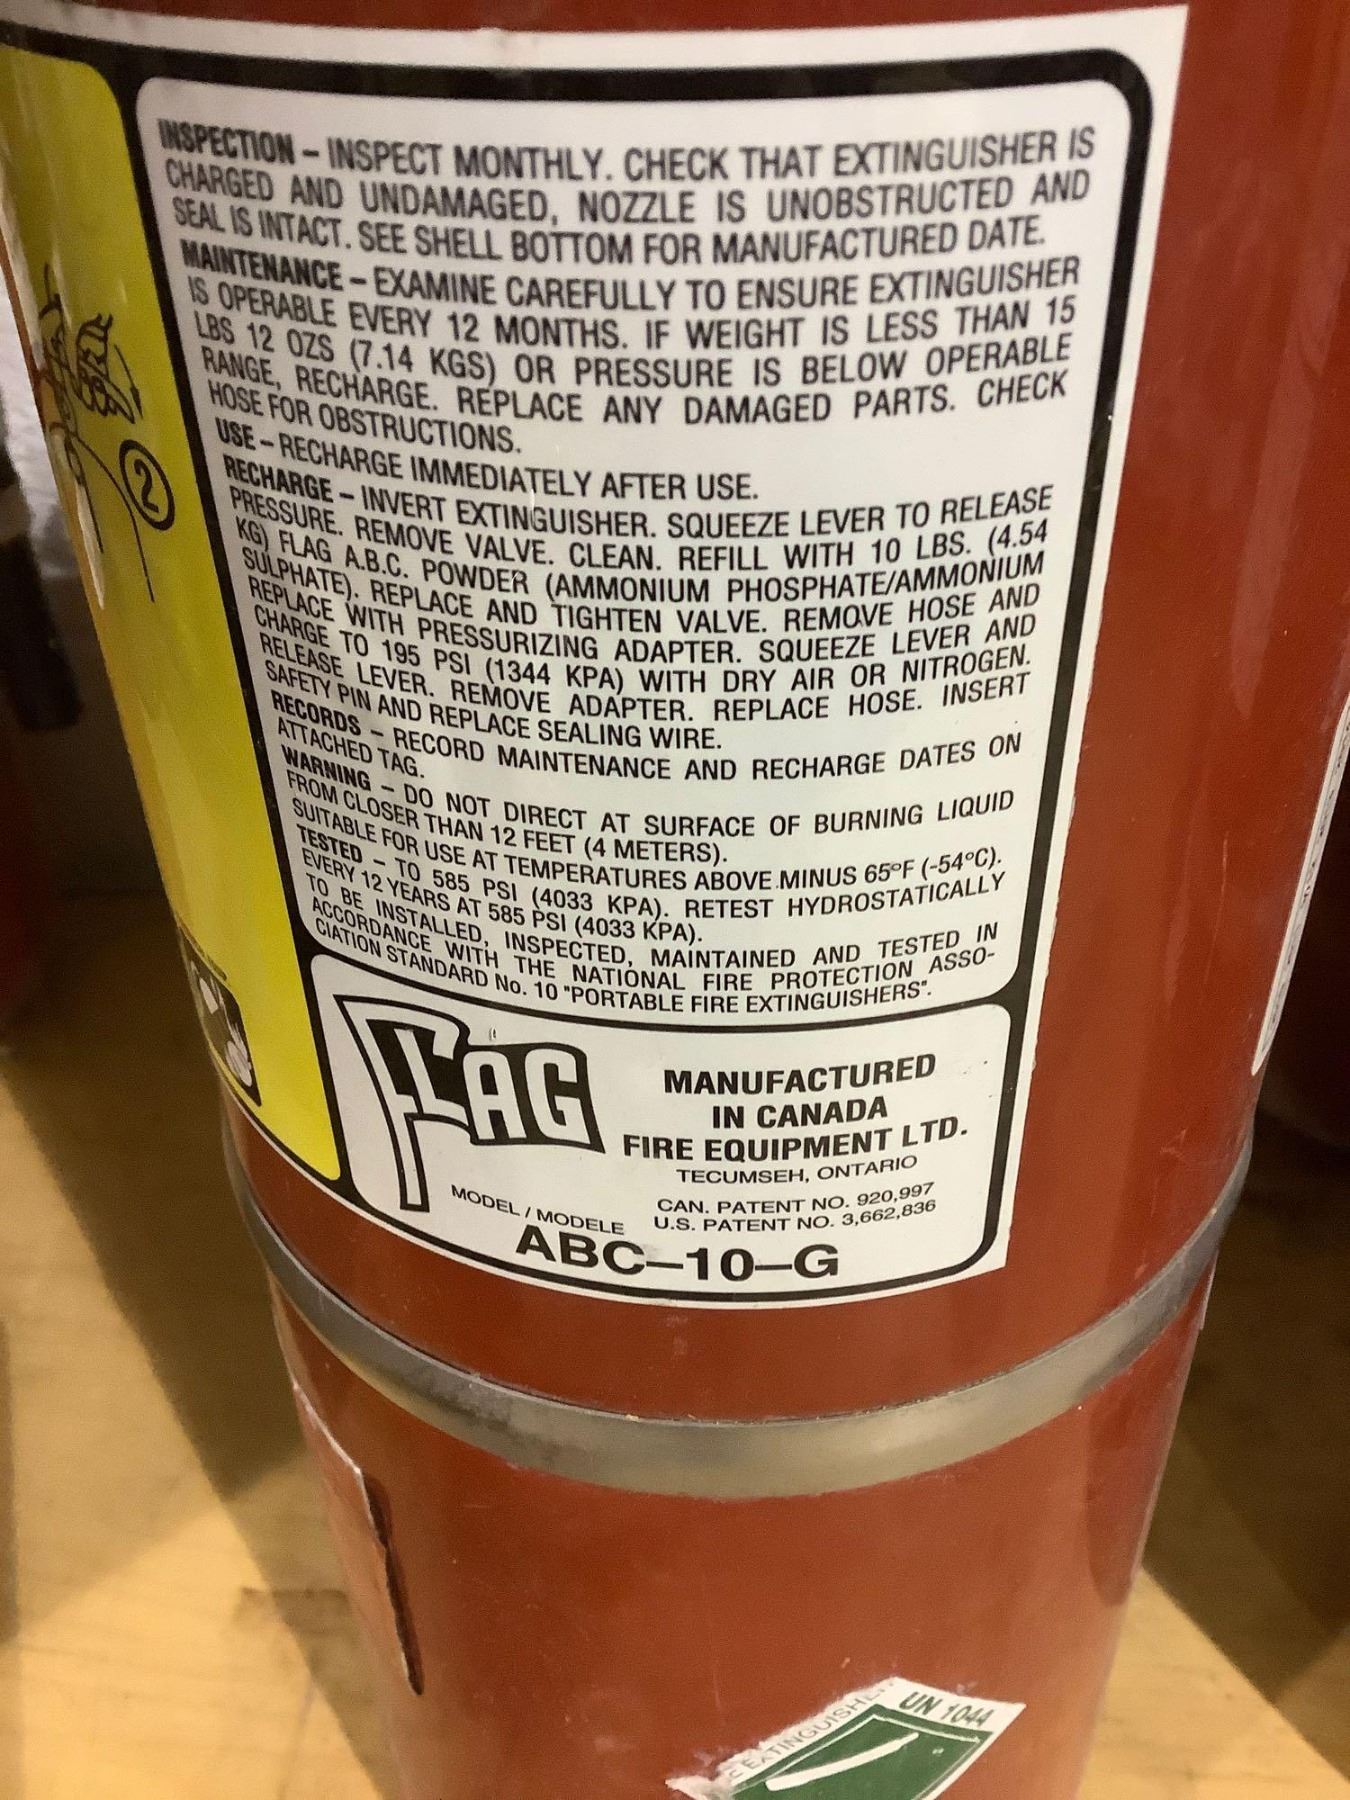 INSPECTION – INSPECT MONTHLY. CHECK THAT EXTINGUISHER IS
CHARGED AND UNDAMAGED, NOZZLE IS UNOBSTRUCTED AND
SEAL IS INTACT. SEE SHELL BOTTOM FOR MANUFACTURED DATE.
MAINTENANCE – EXAMINE CAREFULLY TO ENSURE EXTINGUISHER
IS OPERABLE EVERY 12 MONTHS. IF WEIGHT IS LESS THAN 15
LBS 12 OZS (7.14 KGS) OR PRESSURE IS BELOW OPERABLE
RANGE, RECHARGE. REPLACE ANY DAMAGED PARTS. CHECK
HOSE FOR OBSTRUCTIONS.
USE – RECHARGE IMMEDIATELY AFTER USE.
RECHARGE – INVERT EXTINGUISHER. SQUEEZE LEVER TO RELEASE
PRESSURE. REMOVE VALVE. CLEAN. REFILL WITH 10 LBS. (4.54
KG) FLAG A.B.C. POWDER (AMMONIUM PHOSPHATE/AMMONIUM
SULPHATE). REPLACE AND TIGHTEN VALVE. REMOVE HOSE AND
REPLACE WITH PRESSURIZING ADAPTER. SQUEEZE LEVER AND
CHARGE TO 195 PSI (1344 KPA) WITH DRY AIR OR NITROGEN.
RELEASE LEVER. REMOVE ADAPTER. REPLACE HOSE. INSERT
SAFETY PIN AND REPLACE SEALING WIRE.
RECORDS – RECORD MAINTENANCE AND RECHARGE DATES ON
ATTACHED TAG.
WARNING – DO NOT DIRECT AT SURFACE OF BURNING LIQUID
FROM CLOSER THAN 12 FEET (4 METERS).
SUITABLE FOR USE AT TEMPERATURES ABOVE MINUS 65ºF (-54ºC).
TESTED – TO 585 PSI (4033 KPA). RETEST HYDROSTATICALLY
EVERY 12 YEARS AT 585 PSI (4033 KPA).
TO BE INSTALLED, INSPECTED, MAINTAINED AND TESTED IN
ACCORDANCE WITH THE NATIONAL FIRE PROTECTION ASSO-
CIATION STANDARD No. 10 "PORTABLE FIRE EXTINGUISHERS".
2
FLAG
MANUFACTURED
IN CANADA
FIRE EQUIPMENT LTD.
TECUMSEH, ONTARIO
CAN. PATENT NO. 920,997
U.S. PATENT NO. 3,662,836
MODEL / MODELE
ABC–10–G
UN 1044